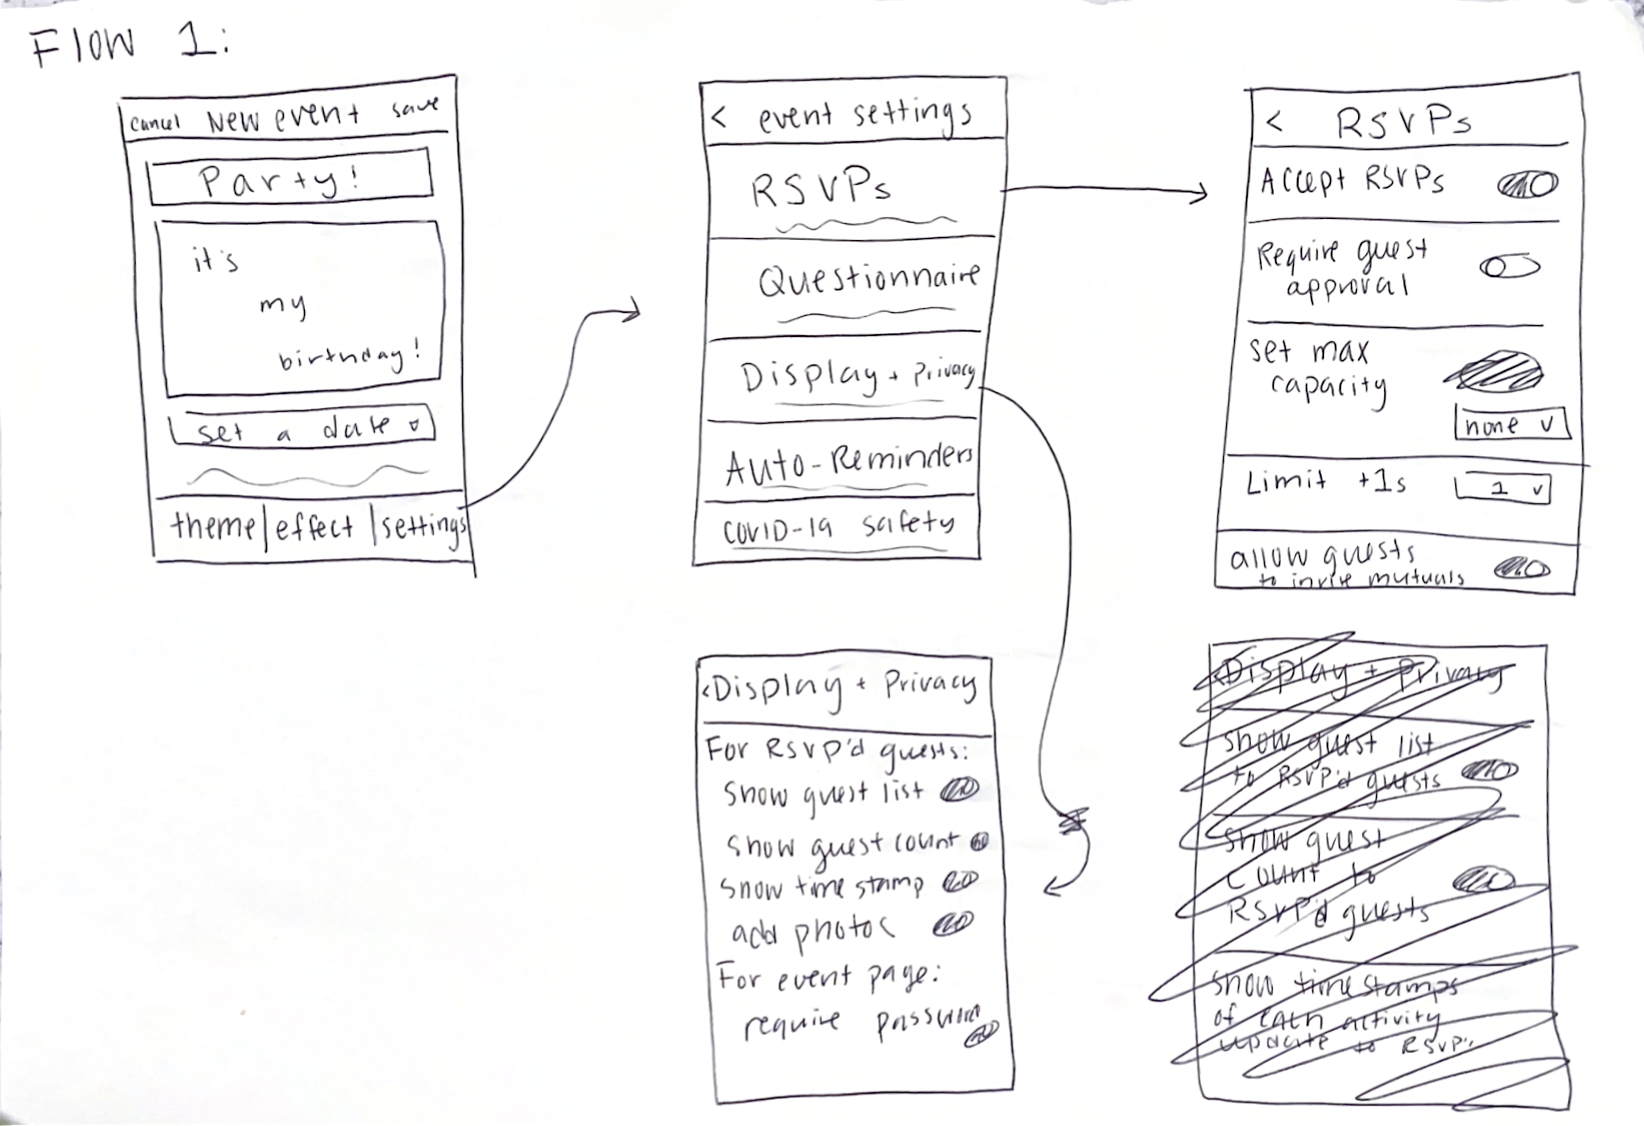 Flow 1:
Cancel New event save
Party!
it's
my
birthday!
set a date v
theme | effect | settings
< event settings
RSVPs
Questionnaire
Display + Privacy
Auto-Reminders
COVID-19 safety
< RSVPs
Accept RSVPs
Require guest
approval
set max
capacity
none v
Limit +1s 1 v
allow guests
to invite mutuals
<Display + Privacy
For RSVP'd guests:
show guest list
show guest count
show time stamp
add photos
For event page:
require password
<Display + Privacy
show guest list
to RSVP'd guests
show guest
count to
RSVP'd guests
show timestamps
of each activity
update to RSVP'